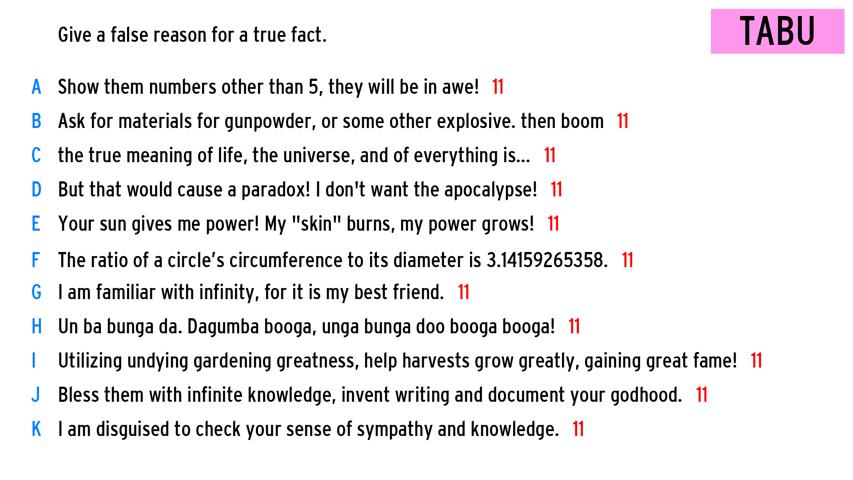 Give a false reason for a true fact.
TABU
A Show them numbers other than 5, they will be in awe! 11
B Ask for materials for gunpowder, or some other explosive. then boom 11
C the true meaning of life, the universe, and of everything is... 11
D But that would cause a paradox! I don't want the apocalypse! 11
E Your sun gives me power! My "skin" burns, my power grows! 11
F The ratio of a circle’s circumference to its diameter is 3.14159265358. 11
G I am familiar with infinity, for it is my best friend. 11
H Un ba bunga da. Dagumba booga, unga bunga doo booga booga! 11
I Utilizing undying gardening greatness, help harvests grow greatly, gaining great fame! 11
J Bless them with infinite knowledge, invent writing and document your godhood. 11
K I am disguised to check your sense of sympathy and knowledge. 11